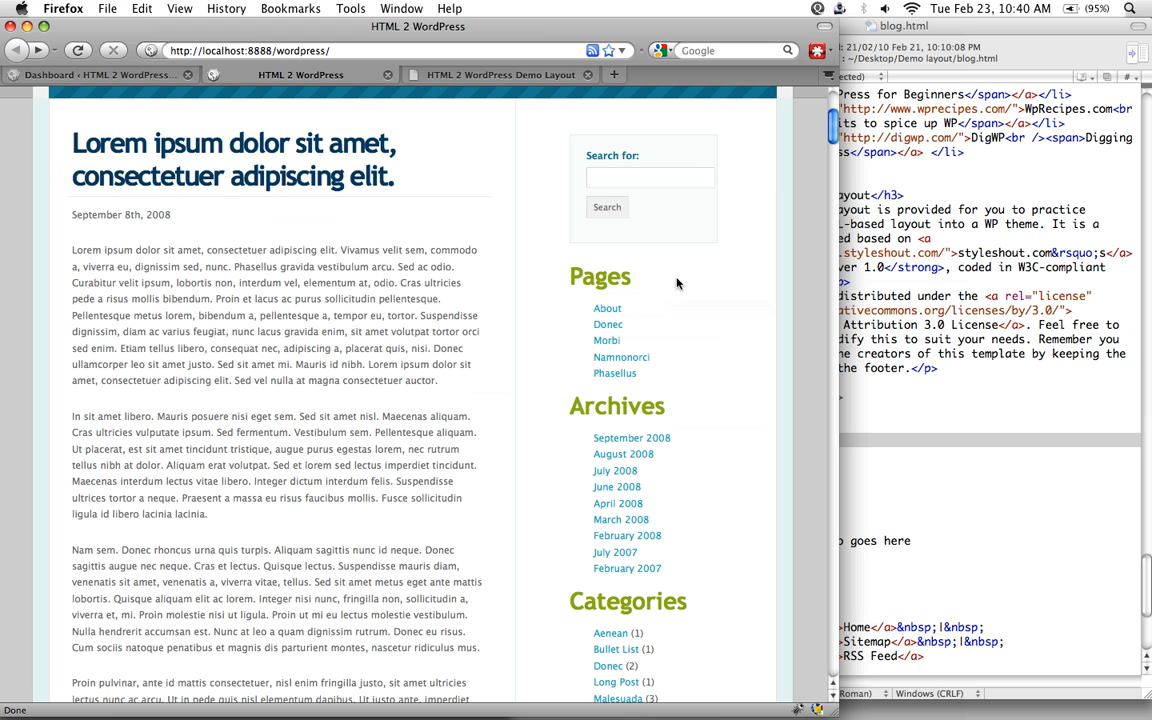 Firefox File Edit View History Bookmarks Tools Window Help
Tue Feb 23, 10:40 AM (95%)
HTML 2 WordPress
blog.html
http://localhost:8888/wordpress/
Google
21/02/10 Feb 21, 10:10:08 PM
: ~/Desktop/Demo layout/blog.html
Dashboard ‹ HTML 2 WordPress...
HTML 2 WordPress
HTML 2 WordPress Demo Layout
ected)
#
Lorem ipsum dolor sit amet,
consectetuer adipiscing elit.
September 8th, 2008
Lorem ipsum dolor sit amet, consectetuer adipiscing elit. Vivamus velit sem, commodo
a, viverra eu, dignissim sed, nunc. Phasellus gravida vestibulum arcu. Sed ac odio.
Curabitur velit ipsum, lobortis non, interdum vel, elementum at, odio. Cras ultricies
pede a risus mollis bibendum. Proin et lacus ac purus sollicitudin pellentesque.
Pellentesque metus lorem, bibendum a, pellentesque a, tempor eu, tortor. Suspendisse
dignissim, diam ac varius feugiat, nunc lacus gravida enim, sit amet volutpat tortor orci
sed enim. Etiam tellus libero, consequat nec, adipiscing a, placerat quis, nisi. Donec
ullamcorper leo sit amet justo. Sed sit amet mi. Mauris id nibh. Lorem ipsum dolor sit
amet, consectetuer adipiscing elit. Sed vel nulla at magna consectetuer auctor.
In sit amet libero. Mauris posuere nisi eget sem. Sed sit amet nisl. Maecenas aliquam.
Cras ultricies vulputate ipsum. Sed fermentum. Vestibulum sem. Pellentesque aliquam.
Ut placerat, est sit amet tincidunt tristique, augue purus egestas lorem, nec rutrum
tellus nibh at dolor. Aliquam erat volutpat. Sed et lorem sed lectus imperdiet tincidunt.
Maecenas interdum lectus vitae libero. Integer dictum interdum felis. Suspendisse
ultrices tortor a neque. Praesent a massa eu risus faucibus mollis. Fusce sollicitudin
ligula id libero lacinia lacinia.
Nam sem. Donec rhoncus urna quis turpis. Aliquam sagittis nunc id neque. Donec
sagittis augue nec neque. Cras et lectus. Quisque lectus. Suspendisse mauris diam,
venenatis sit amet, venenatis a, viverra vitae, tellus. Sed sit amet metus eget ante mattis
lobortis. Quisque aliquam elit ac lorem. Integer nisi nunc, fringilla non, sollicitudin a,
viverra et, mi. Proin molestie nisi ut ligula. Proin ut mi eu lectus molestie vestibulum.
Nulla hendrerit accumsan est. Nunc at leo a quam dignissim rutrum. Donec eu risus.
Cum sociis natoque penatibus et magnis dis parturient montes, nascetur ridiculus mus.
Proin pulvinar, ante id mattis consectetuer, nisl enim fringilla justo, sit amet aliquam
lectus nunc ac arcu. Ut in pede quis nisl elementum dapibus. Ut justo ante, imperdiet
Search for:
Search
Pages
About
Donec
Morbi
Namnonorci
Phasellus
Archives
September 2008
August 2008
July 2008
June 2008
April 2008
March 2008
February 2008
July 2007
February 2007
Categories
Aenean (1)
Bullet List (1)
Donec (2)
Long Post (1)
Malesuada (3)
Press for Beginners</span></a></li>
"http://www.wprecipes.com/">WpRecipes.com<br
its to spice up WP</span></a></li>
"http://digwp.com/">DigWP<br /><span>Digging
ss</span></a> </li>
ayout</h3>
ayout is provided for you to practice
L-based layout into a WP theme. It is a
ed based on <a
.styleshout.com/">styleshout.com&rsquo;s</a>
ver 1.0</strong>, coded in W3C-compliant
p>
distributed under the <a rel="license"
ativecommons.org/licenses/by/3.0/">
Attribution 3.0 License</a>. Feel free to
dify this to suit your needs. Remember you
ne creators of this template by keeping the
the footer.</p>
>
o goes here
>Home</a>&nbsp;|&nbsp;
>Sitemap</a>&nbsp;|&nbsp;
>RSS Feed</a>
Roman)
Windows (CRLF)
Done